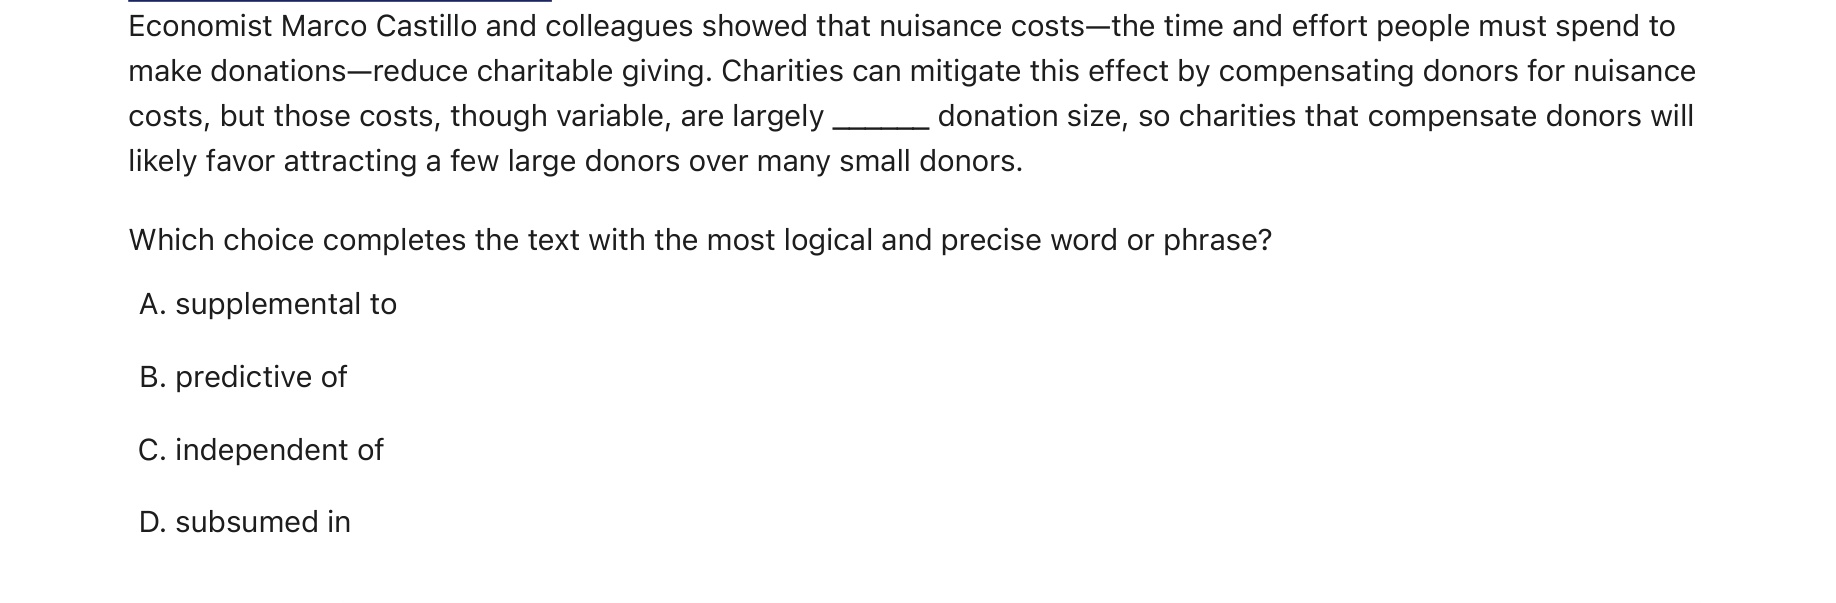 Economist Marco Castillo and colleagues showed that nuisance costs—the time and effort people must spend to
make donations—reduce charitable giving. Charities can mitigate this effect by compensating donors for nuisance
costs, but those costs, though variable, are largely ______ donation size, so charities that compensate donors will
likely favor attracting a few large donors over many small donors.
Which choice completes the text with the most logical and precise word or phrase?
A. supplemental to
B. predictive of
C. independent of
D. subsumed in